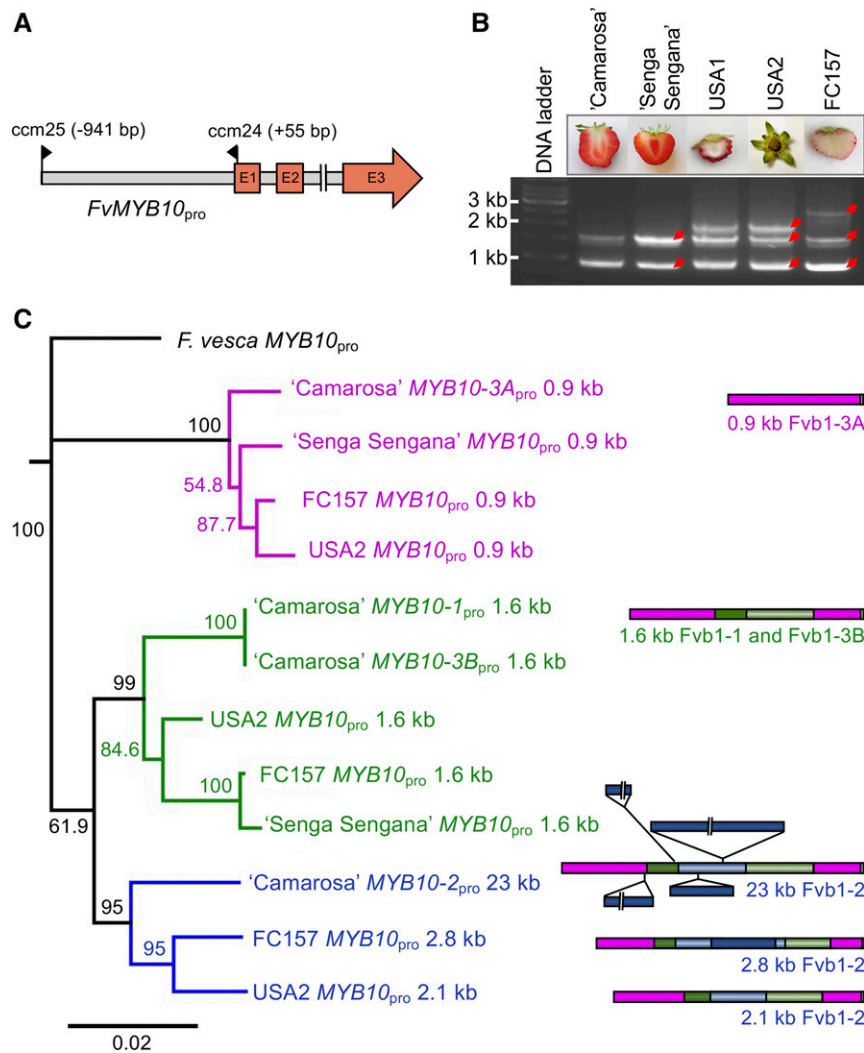 A
ccm25 (-941 bp)
ccm24 (+55 bp)
E1
E2
E3
FvMYB10pro
B
DNA ladder
'Camarosa'
'Senga Sengana'
USA1
USA2
FC157
3 kb
2 kb
1 kb
C
F. vesca MYB10pro
'Camarosa' MYB10-3Apro 0.9 kb
100
'Senga Sengana' MYB10pro 0.9 kb
54.8
FC157 MYB10pro 0.9 kb
87.7
USA2 MYB10pro 0.9 kb
0.9 kb Fvb1-3A
100
'Camarosa' MYB10-1pro 1.6 kb
100
'Camarosa' MYB10-3Bpro 1.6 kb
1.6 kb Fvb1-1 and Fvb1-3B
99
USA2 MYB10pro 1.6 kb
84.6
FC157 MYB10pro 1.6 kb
100
'Senga Sengana' MYB10pro 1.6 kb
61.9
'Camarosa' MYB10-2pro 23 kb
23 kb Fvb1-2
95
FC157 MYB10pro 2.8 kb
95
2.8 kb Fvb1-2
USA2 MYB10pro 2.1 kb
2.1 kb Fvb1-2
0.02